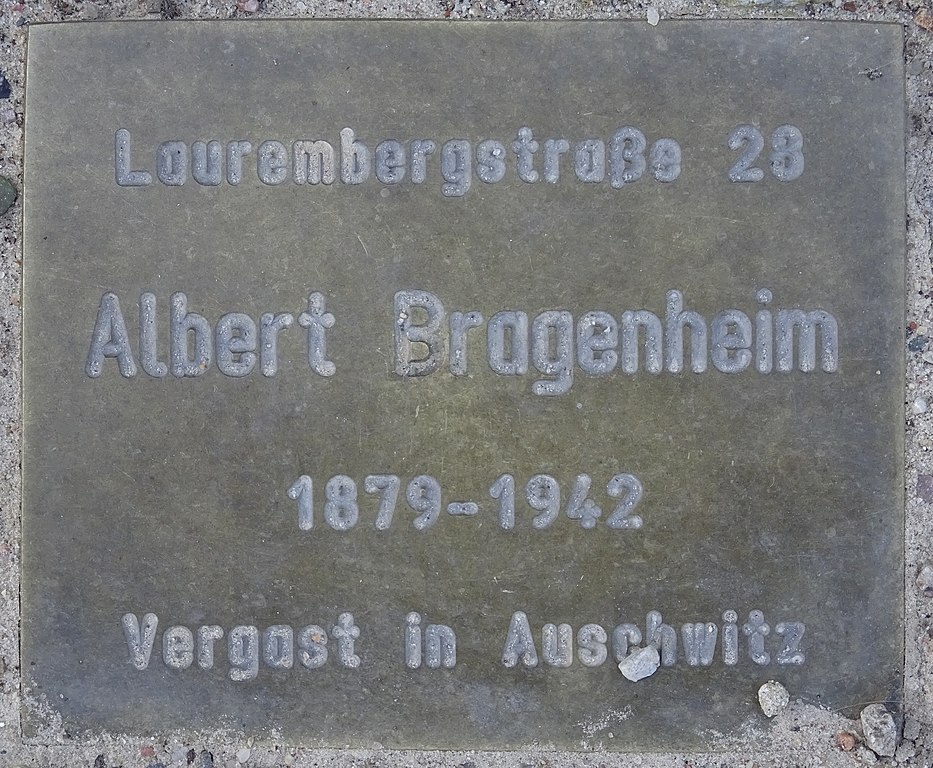 Laurembergstraße 28
Albert Bragenheim
1879-1942
Vergast in Auschwitz